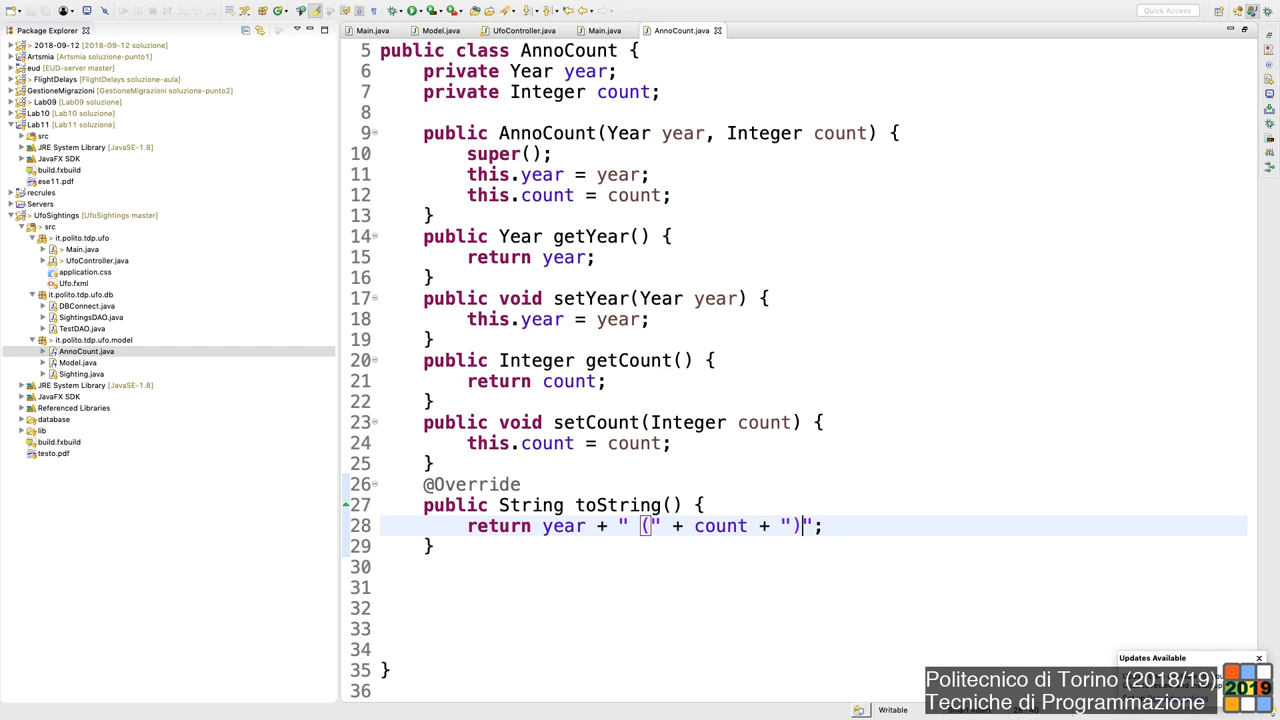 Quick Access
Package Explorer
Main.java
Model.java
UfoController.java
Main.java
AnnoCount.java
> 2018-09-12 [2018-09-12 soluzione]
Artsmia [Artsmia soluzione-punto1]
eud [EUD-server master]
> FlightDelays [FlightDelays soluzione-aula]
GestioneMigrazioni [GestioneMigrazioni soluzione-punto2]
> Lab09 [Lab09 soluzione]
Lab10 [Lab10 soluzione]
Lab11 [Lab11 soluzione]
src
JRE System Library [JavaSE-1.8]
JavaFX SDK
build.fxbuild
ese11.pdf
recrules
Servers
> UfoSightings [UfoSightings master]
> src
> it.polito.tdp.ufo
> Main.java
> UfoController.java
application.css
Ufo.fxml
it.polito.tdp.ufo.db
DBConnect.java
SightingsDAO.java
TestDAO.java
it.polito.tdp.ufo.model
AnnoCount.java
Model.java
Sighting.java
JRE System Library [JavaSE-1.8]
JavaFX SDK
Referenced Libraries
database
lib
build.fxbuild
testo.pdf
5 public class AnnoCount {
6 private Year year;
7 private Integer count;
8
9 public AnnoCount(Year year, Integer count) {
10 super();
11 this.year = year;
12 this.count = count;
13 }
14 public Year getYear() {
15 return year;
16 }
17 public void setYear(Year year) {
18 this.year = year;
19 }
20 public Integer getCount() {
21 return count;
22 }
23 public void setCount(Integer count) {
24 this.count = count;
25 }
26 @Override
27 public String toString() {
28 return year + " (" + count + ")";
29 }
30
31
32
33
34
35 }
36
Updates Available
Politecnico di Torino (2018/19)
Tecniche di Programmazione
2019
Writable